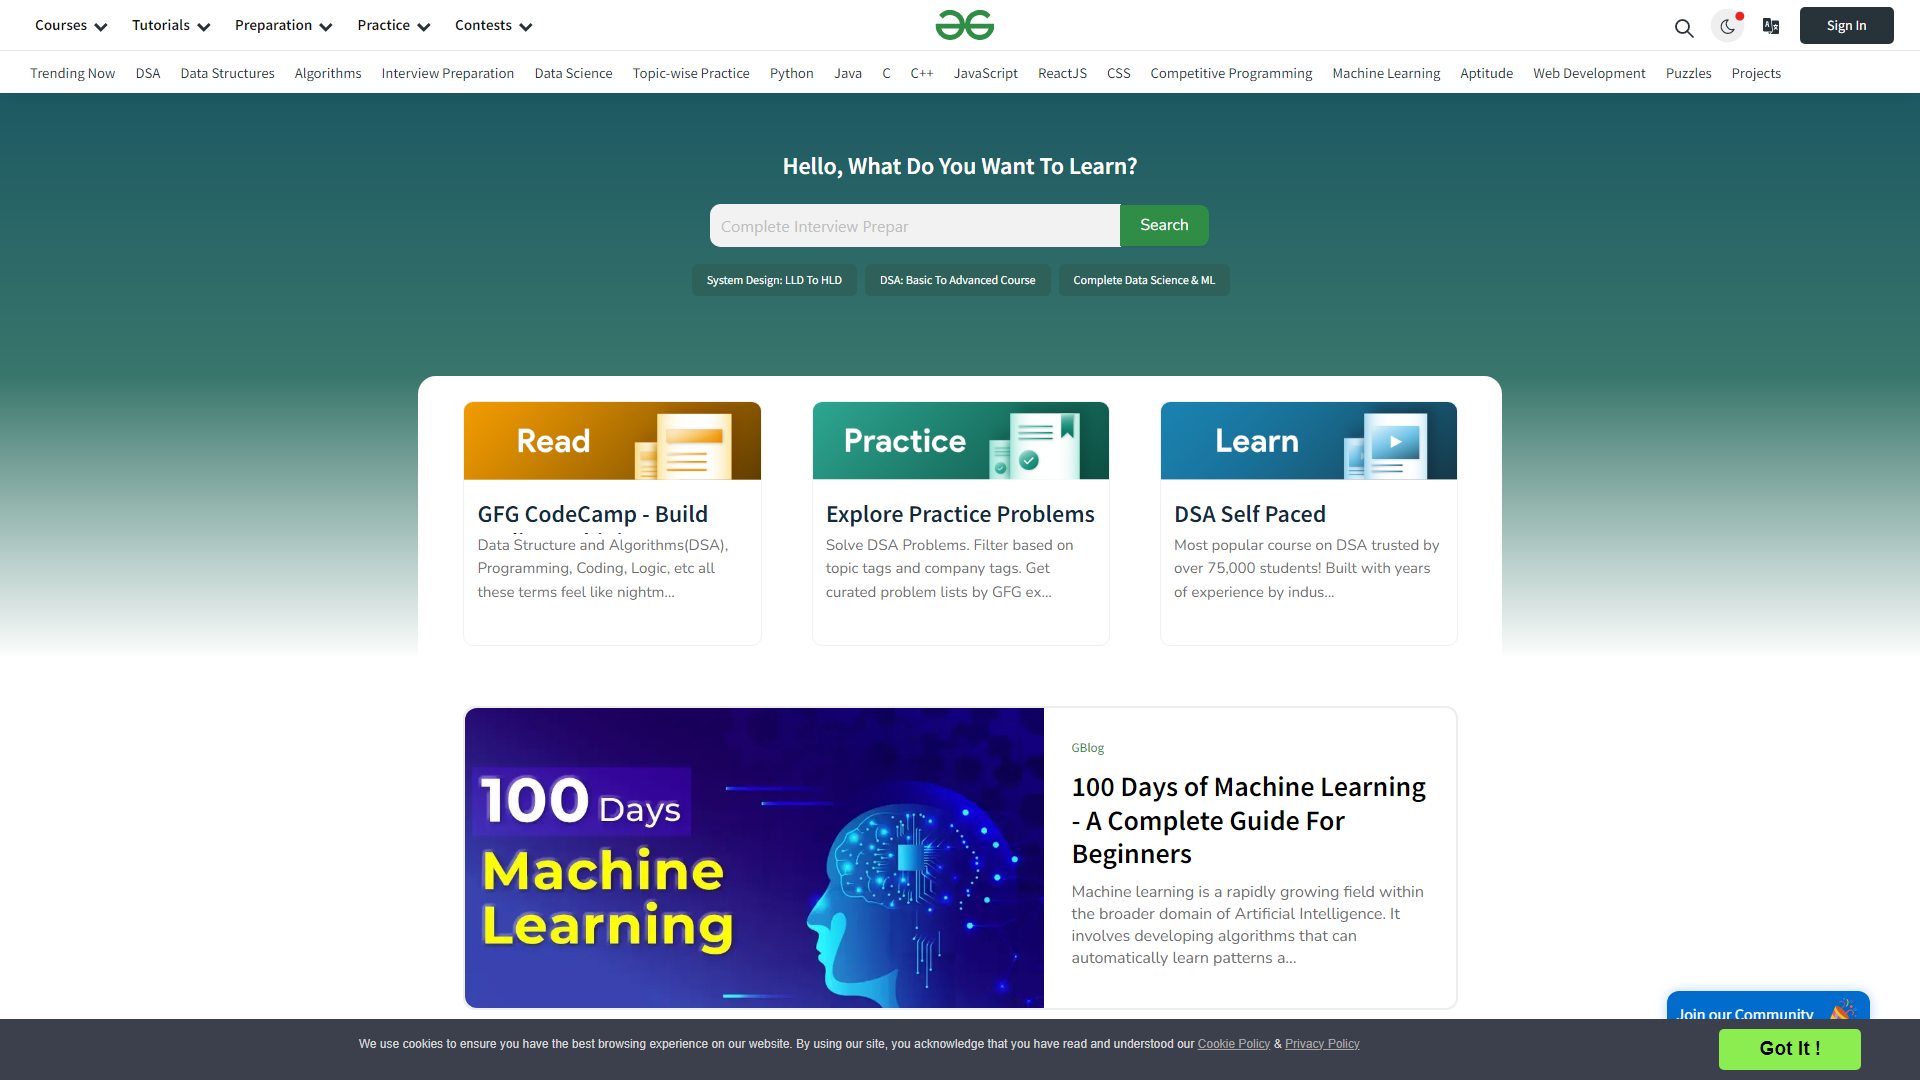 Courses
Tutorials
Preparation
Practice
Contests
Sign In
Trending Now DSA Data Structures Algorithms Interview Preparation Data Science Topic-wise Practice Python Java C C++ JavaScript ReactJS CSS Competitive Programming Machine Learning Aptitude Web Development Puzzles Projects
Hello, What Do You Want To Learn?
Complete Interview Prepar
Search
System Design: LLD To HLD
DSA: Basic To Advanced Course
Complete Data Science & ML
Read
GFG CodeCamp - Build
Data Structure and Algorithms(DSA),
Programming, Coding, Logic, etc all
these terms feel like nightm...
Practice
Explore Practice Problems
Solve DSA Problems. Filter based on
topic tags and company tags. Get
curated problem lists by GFG ex...
Learn
DSA Self Paced
Most popular course on DSA trusted by
over 75,000 students! Built with years
of experience by indus...
100 Days
Machine
Learning
GBlog
100 Days of Machine Learning
- A Complete Guide For
Beginners
Machine learning is a rapidly growing field within
the broader domain of Artificial Intelligence. It
involves developing algorithms that can
automatically learn patterns a...
Join our Community
We use cookies to ensure you have the best browsing experience on our website. By using our site, you acknowledge that you have read and understood our Cookie Policy & Privacy Policy
Got It !